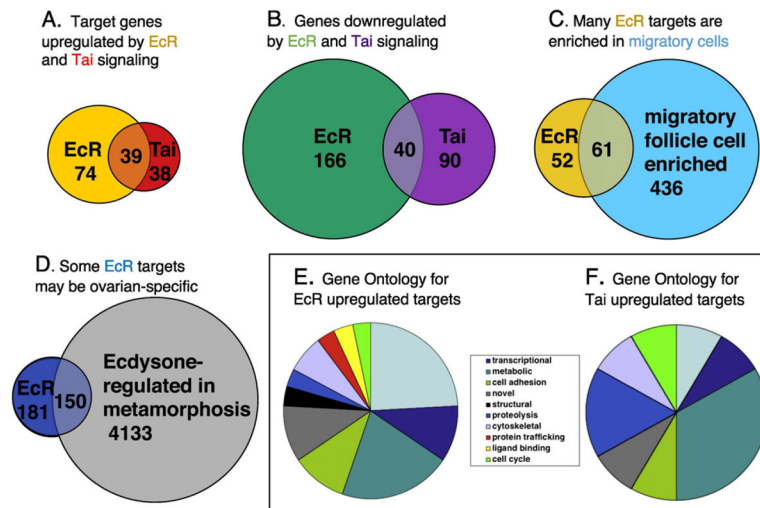 A. Target genes
upregulated by EcR
and Tai signaling
EcR
74
39
Tai
38
B. Genes downregulated
by EcR and Tai signaling
EcR
166
40
Tai
90
C. Many EcR targets are
enriched in migratory cells
EcR
52
61
migratory
follicle cell
enriched
436
D. Some EcR targets
may be ovarian-specific
EcR
181
150
Ecdysone-
regulated in
metamorphosis
4133
E. Gene Ontology for
EcR upregulated targets
transcriptional
metabolic
cell adhesion
novel
structural
proteolysis
cytoskeletal
protein trafficking
ligand binding
cell cycle
F. Gene Ontology for
Tai upregulated targets